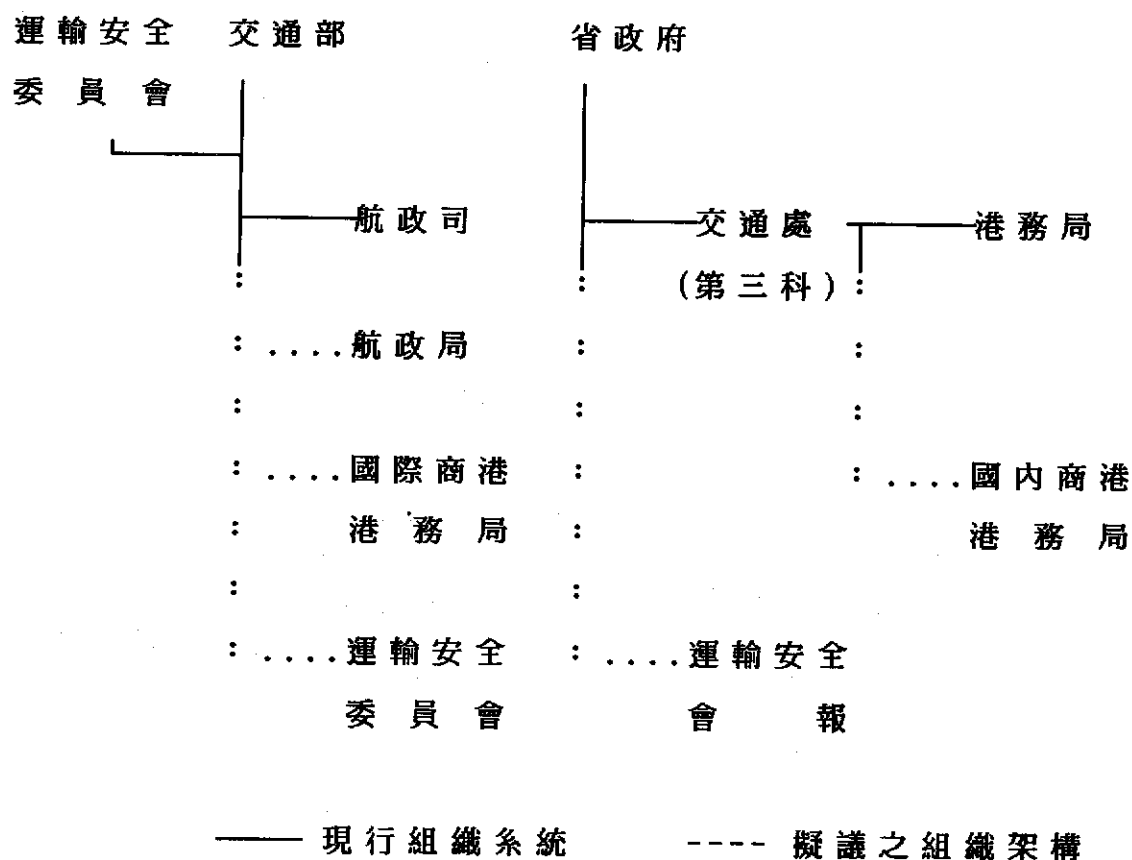 運輸安全 交通部 省政府
委員會
航政司 交通處 港務局
(第三科)
航政局
國際商港 國內商港
港務局 港務局
運輸安全 運輸安全
委員會 會報
現行組織系統 擬議之組織架構